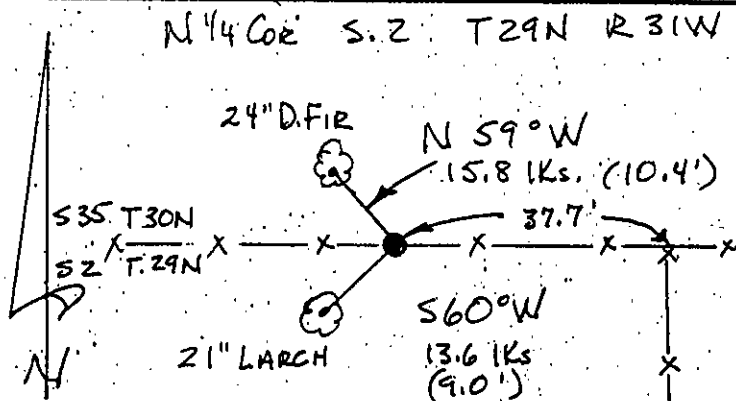 N 1/4 Cor S.2 T29N R31W
24" D.FIR
N 59° W
15.8 lKs. (10.4')
S35 T30N
37.7'
S2 T.29N
S60°W
21" LARCH
13.6 lKs
(9.0')
N